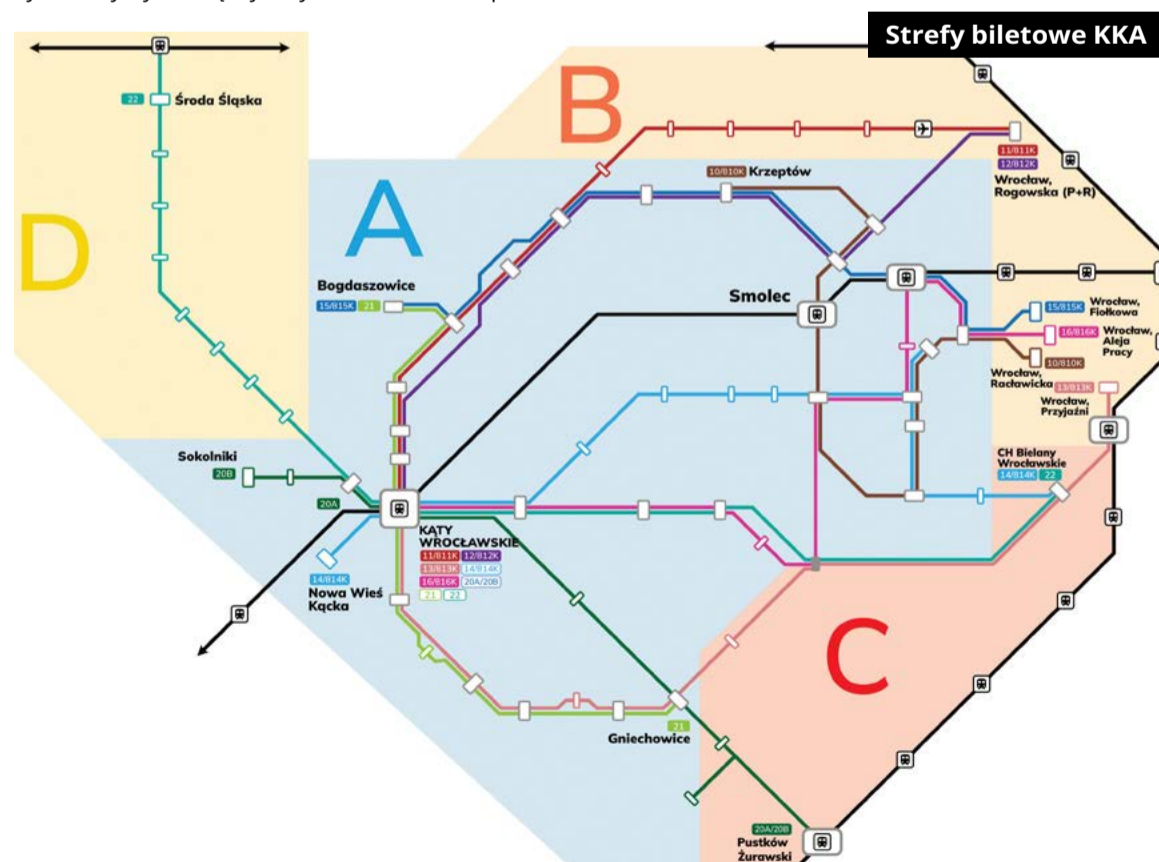 Strefy biletowe KKA
22
Środa Śląska
B
11/811K
12/812K
Wrocław,
Rogowska (P+R)
10/810K
Krzeptów
A
D
Bogdaszowice
15/815K
21
Smolec
15/815K
Wrocław,
Fiołkowa
16/816K
Wrocław,
Aleja
Pracy
Wrocław,
Racławicka
10/810K
13/813K
Wrocław,
Przyjaźni
Sokolniki
20B
20A
CH Bielany
Wrocławskie
14/814K
22
KĄTY
WROCŁAWSKIE
11/811K
12/812K
13/813K
14/814K
16/816K
20A/20B
21
22
14/814K
Nowa Wieś
Kącka
C
21
Gniechowice
20A/20B
Pustków
Żurawski